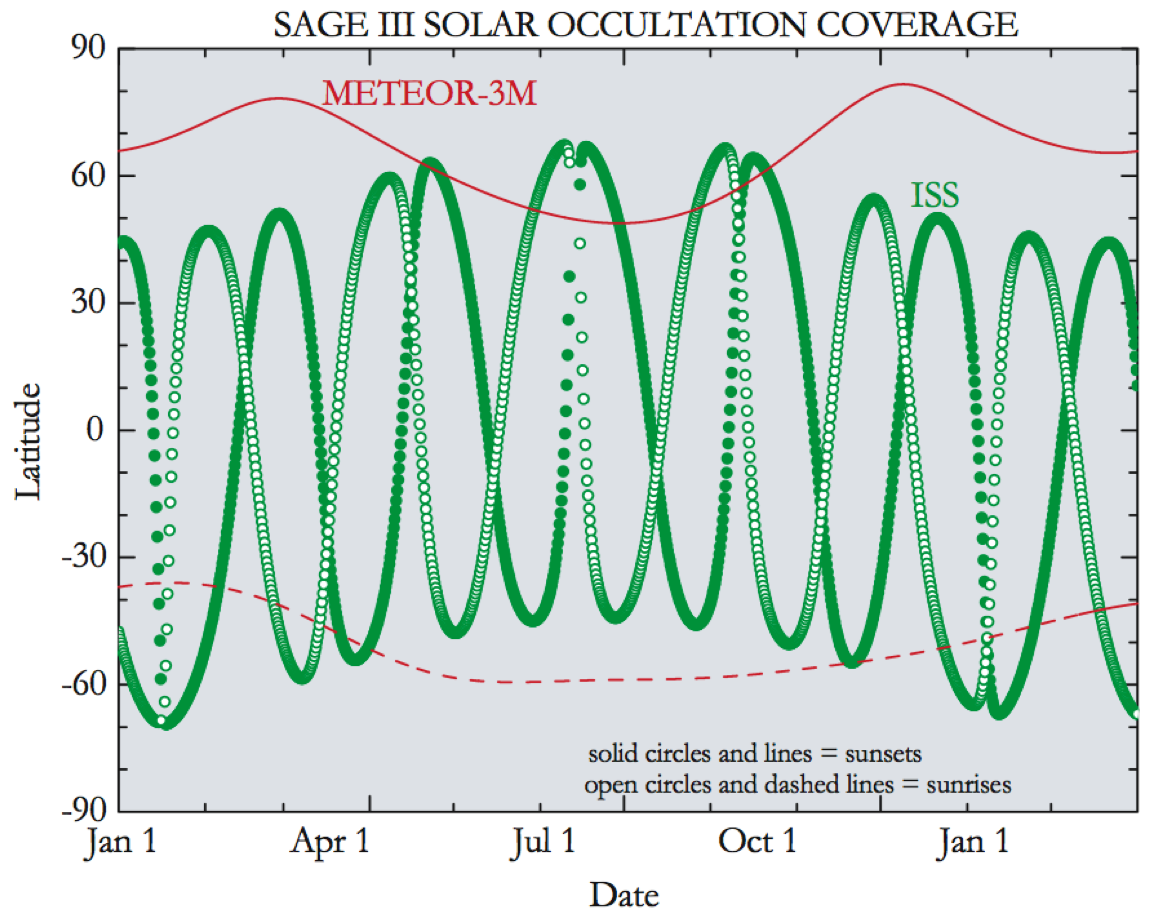 SAGE III SOLAR OCCULTATION COVERAGE
90
METEOR-3M
60
ISS
30
Latitude
0
-30
-60
solid circles and lines = sunsets
open circles and dashed lines = sunrises
-90
Jan 1 Apr 1 Jul 1 Oct 1 Jan 1
Date